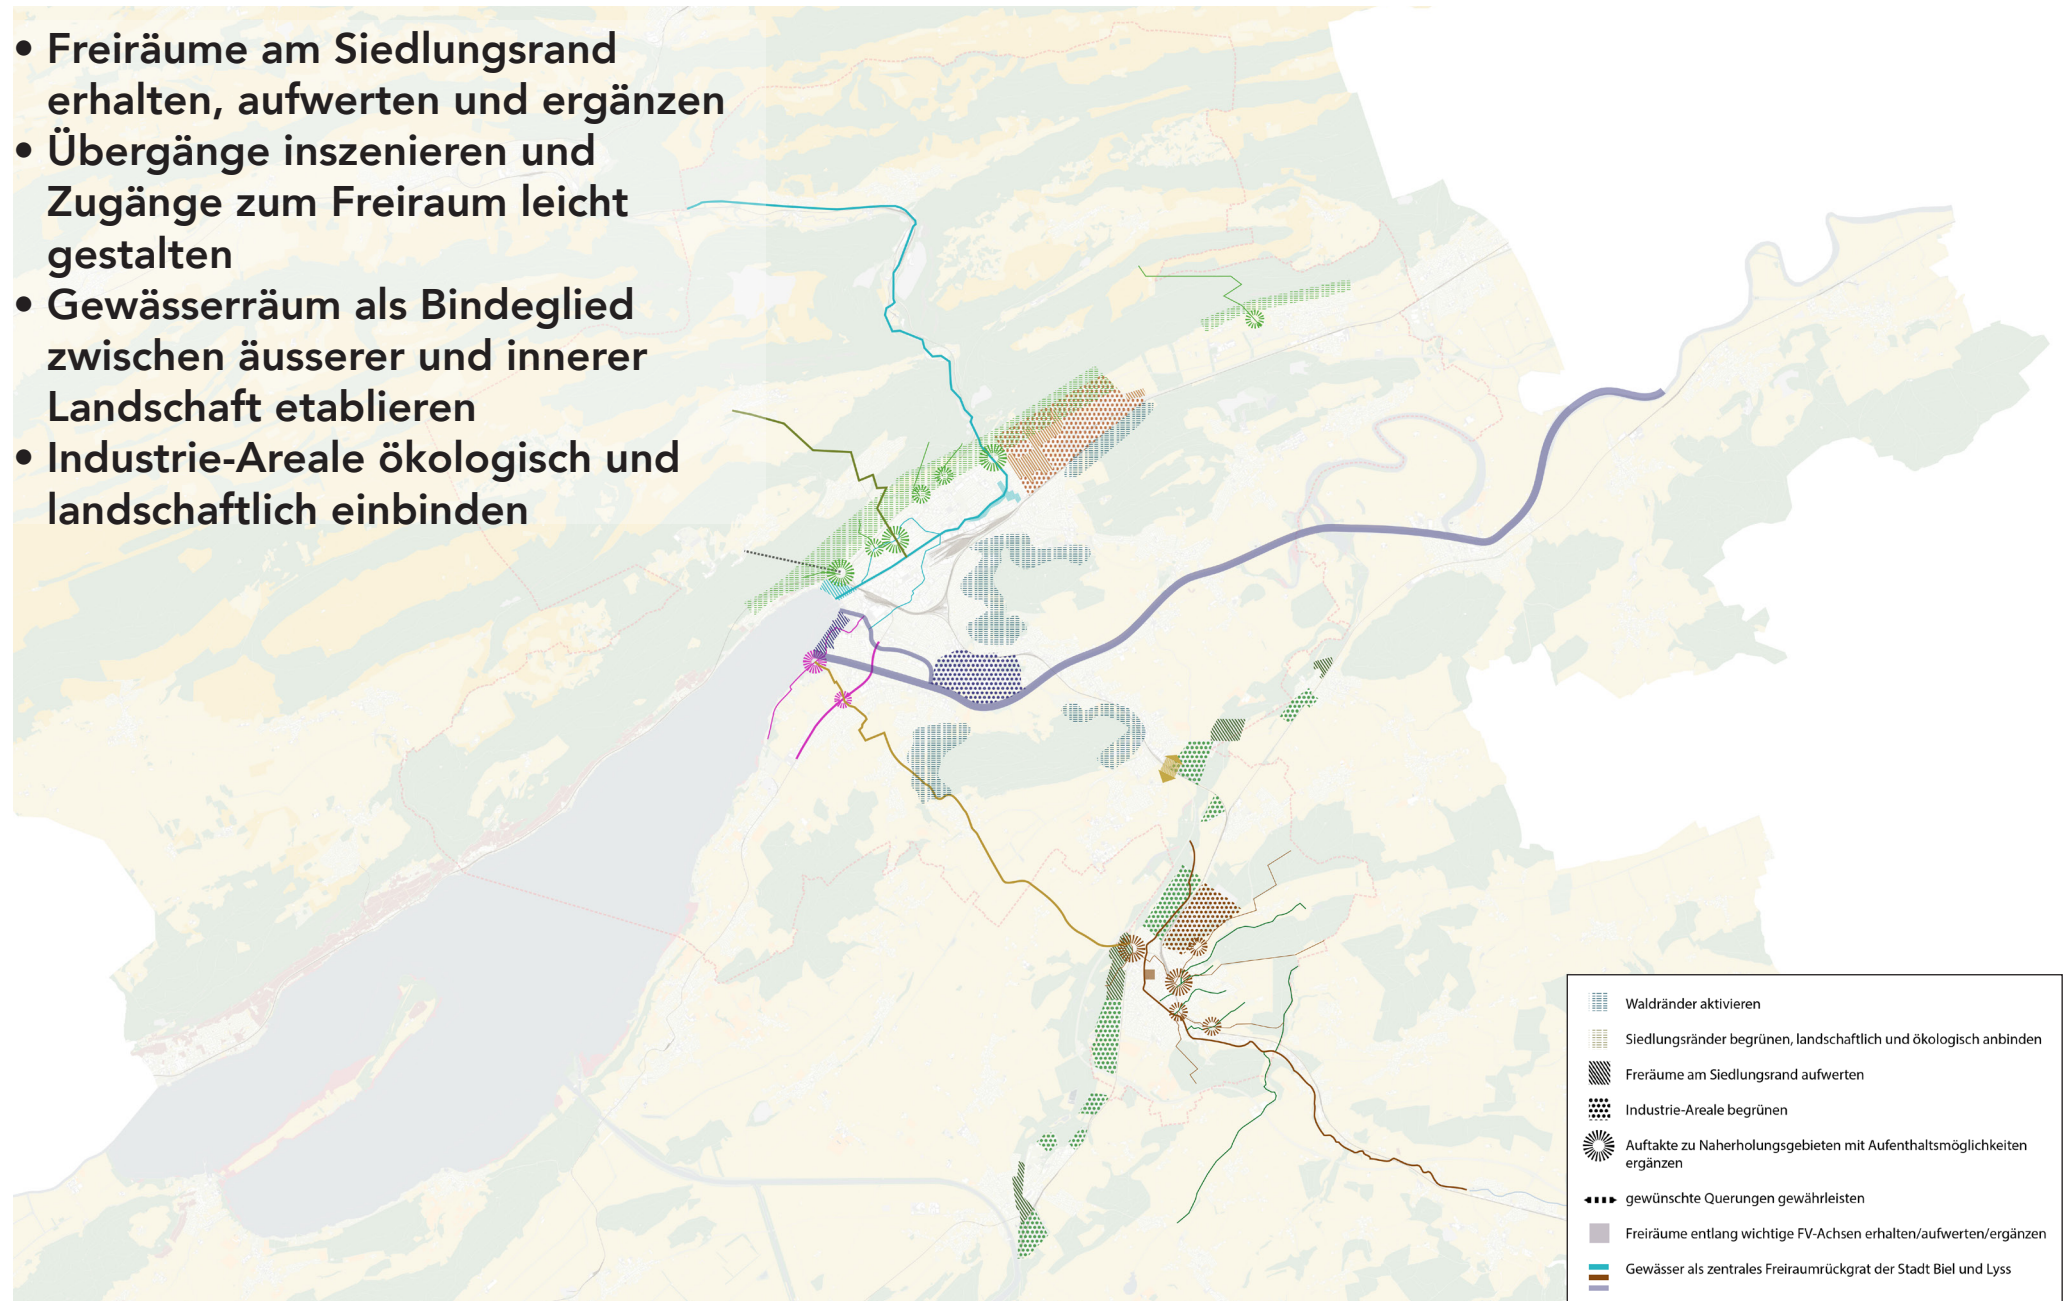 • Freiräume am Siedlungsrand
erhalten, aufwerten und ergänzen
• Übergänge inszenieren und
Zugänge zum Freiraum leicht
gestalten
• Gewässerräum als Bindeglied
zwischen äusserer und innerer
Landschaft etablieren
• Industrie-Areale ökologisch und
landschaftlich einbinden
Waldränder aktivieren
Siedlungsränder begrünen, landschaftlich und ökologisch anbinden
Freräume am Siedlungsrand aufwerten
Industrie-Areale begrünen
Auftakte zu Naherholungsgebieten mit Aufenthaltsmöglichkeiten
ergänzen
gewünschte Querungen gewährleisten
Freiräume entlang wichtige FV-Achsen erhalten/aufwerten/ergänzen
Gewässer als zentrales Freiraumrückgrat der Stadt Biel und Lyss